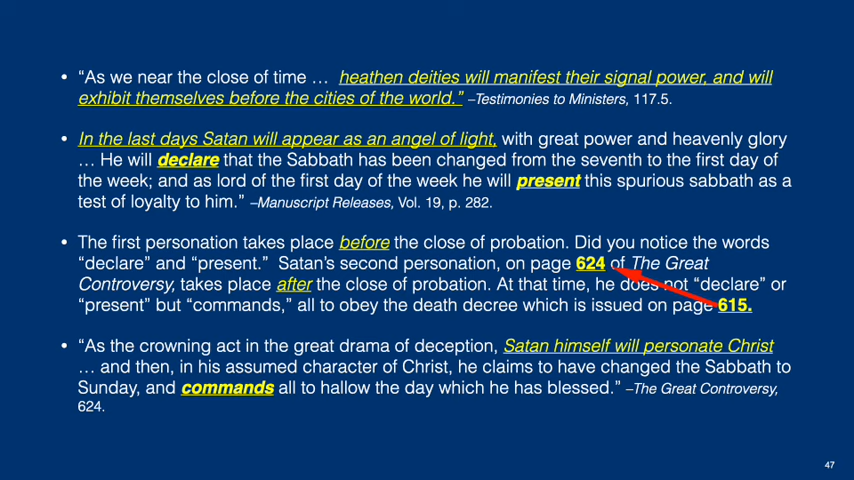 • “As we near the close of time … heathen deities will manifest their signal power, and will
exhibit themselves before the cities of the world.” –Testimonies to Ministers, 117.5.
• In the last days Satan will appear as an angel of light, with great power and heavenly glory
… He will declare that the Sabbath has been changed from the seventh to the first day of
the week; and as lord of the first day of the week he will present this spurious sabbath as a
test of loyalty to him.” –Manuscript Releases, Vol. 19, p. 282.
• The first personation takes place before the close of probation. Did you notice the words
“declare” and “present.” Satan’s second personation, on page 624 of The Great
Controversy, takes place after the close of probation. At that time, he does not “declare” or
“present” but “commands,” all to obey the death decree which is issued on page 615.
• “As the crowning act in the great drama of deception, Satan himself will personate Christ
… and then, in his assumed character of Christ, he claims to have changed the Sabbath to
Sunday, and commands all to hallow the day which he has blessed.” –The Great Controversy,
624.
47